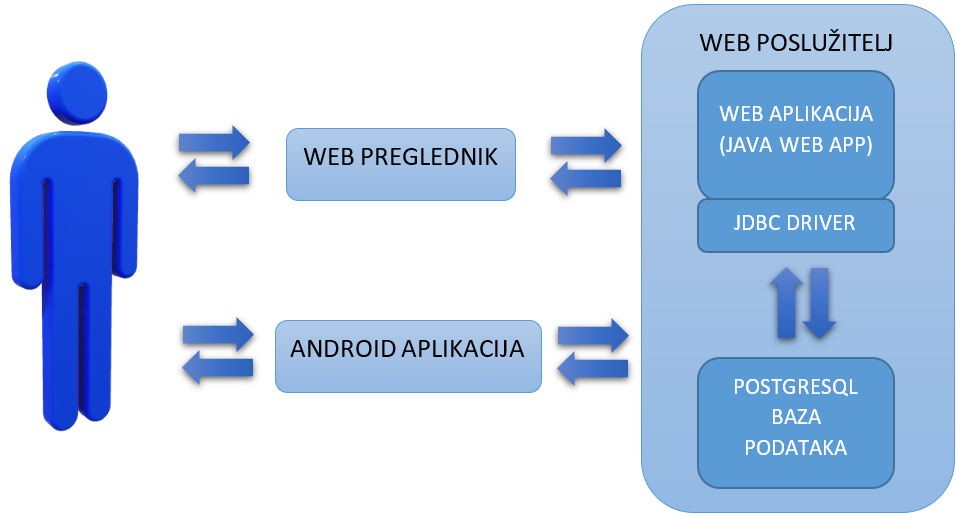 WEB POSLUŽITELJ
WEB APLIKACIJA
(JAVA WEB APP)
WEB PREGLEDNIK
JDBC DRIVER
ANDROID APLIKACIJA
POSTGRESQL
BAZA
PODATAKA